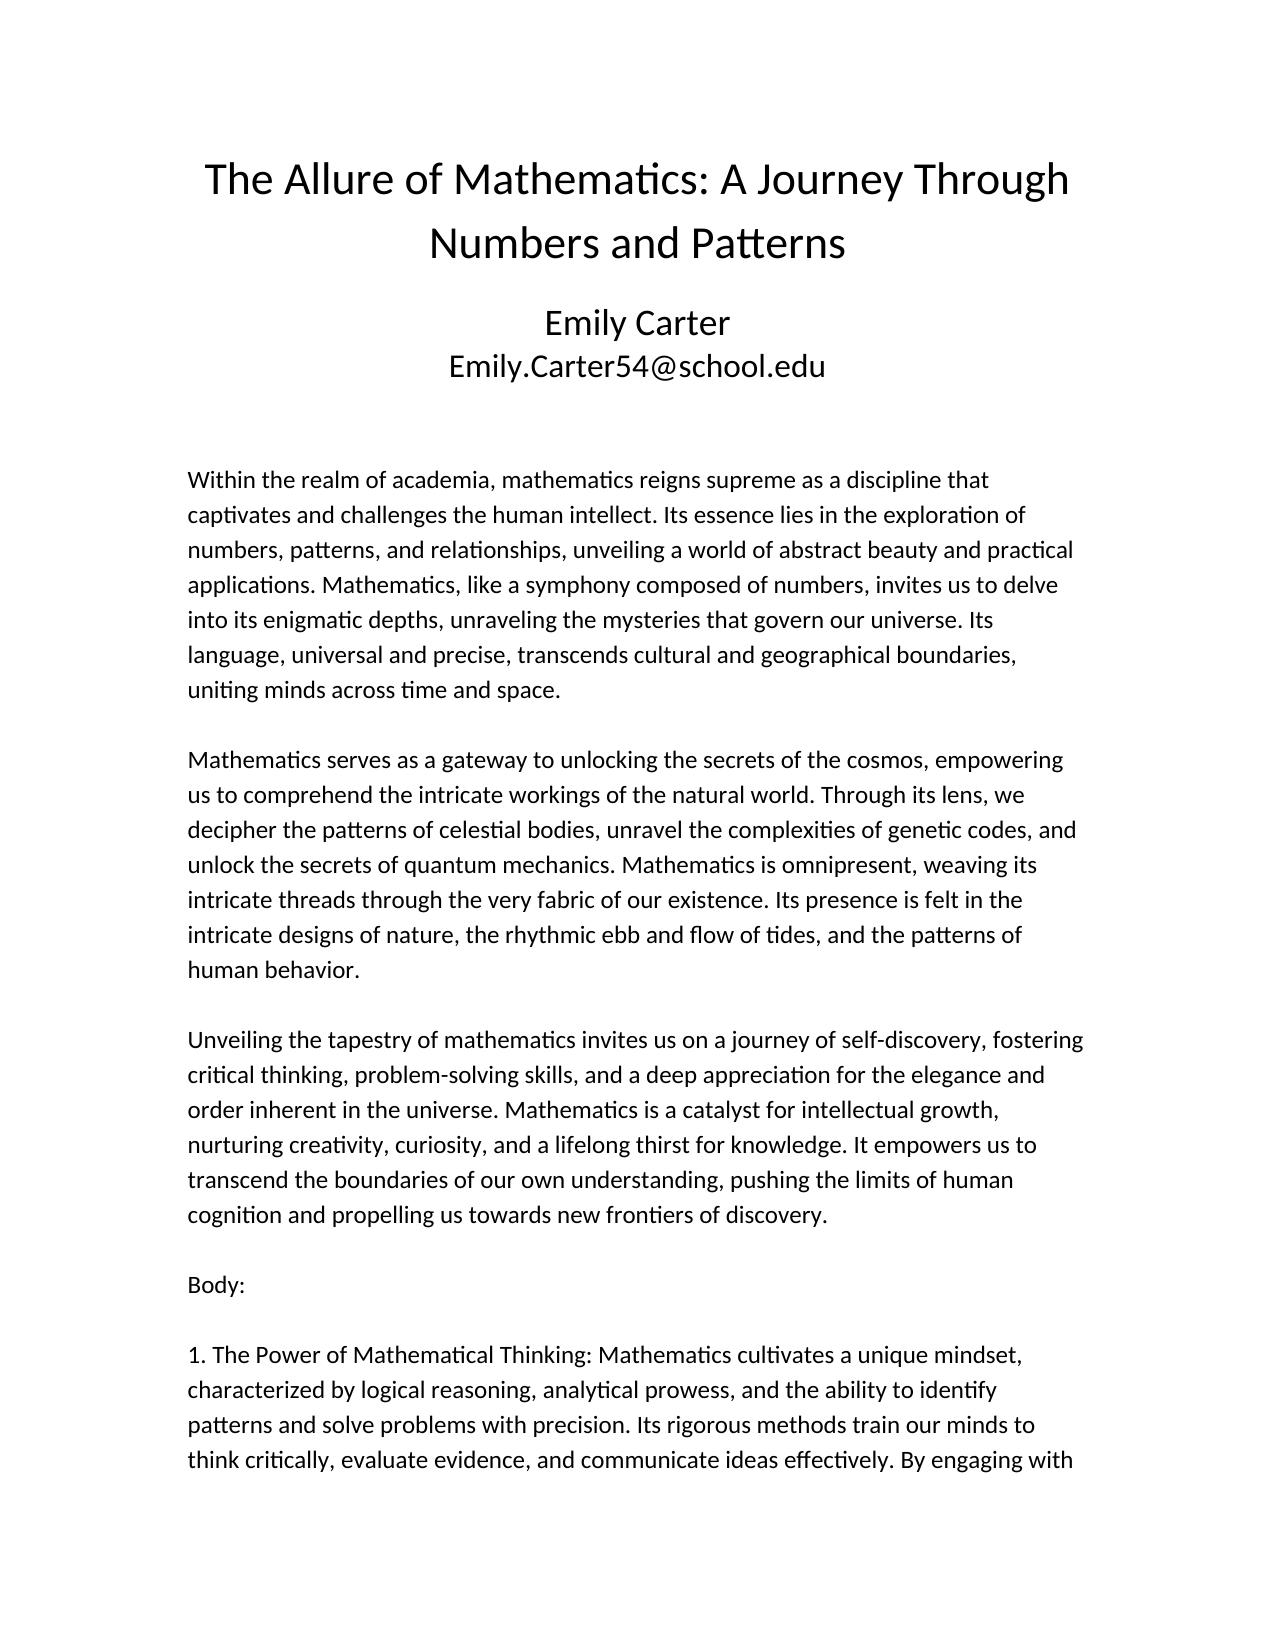 The Allure of Mathematics: A Journey Through
Numbers and Patterns
Emily Carter
Emily.Carter54@school.edu
Within the realm of academia, mathematics reigns supreme as a discipline that
captivates and challenges the human intellect. Its essence lies in the exploration of
numbers, patterns, and relationships, unveiling a world of abstract beauty and practical
applications. Mathematics, like a symphony composed of numbers, invites us to delve
into its enigmatic depths, unraveling the mysteries that govern our universe. Its
language, universal and precise, transcends cultural and geographical boundaries,
uniting minds across time and space.
Mathematics serves as a gateway to unlocking the secrets of the cosmos, empowering
us to comprehend the intricate workings of the natural world. Through its lens, we
decipher the patterns of celestial bodies, unravel the complexities of genetic codes, and
unlock the secrets of quantum mechanics. Mathematics is omnipresent, weaving its
intricate threads through the very fabric of our existence. Its presence is felt in the
intricate designs of nature, the rhythmic ebb and flow of tides, and the patterns of
human behavior.
Unveiling the tapestry of mathematics invites us on a journey of self-discovery, fostering
critical thinking, problem-solving skills, and a deep appreciation for the elegance and
order inherent in the universe. Mathematics is a catalyst for intellectual growth,
nurturing creativity, curiosity, and a lifelong thirst for knowledge. It empowers us to
transcend the boundaries of our own understanding, pushing the limits of human
cognition and propelling us towards new frontiers of discovery.
Body:
1. The Power of Mathematical Thinking: Mathematics cultivates a unique mindset,
characterized by logical reasoning, analytical prowess, and the ability to identify
patterns and solve problems with precision. Its rigorous methods train our minds to
think critically, evaluate evidence, and communicate ideas effectively. By engaging with